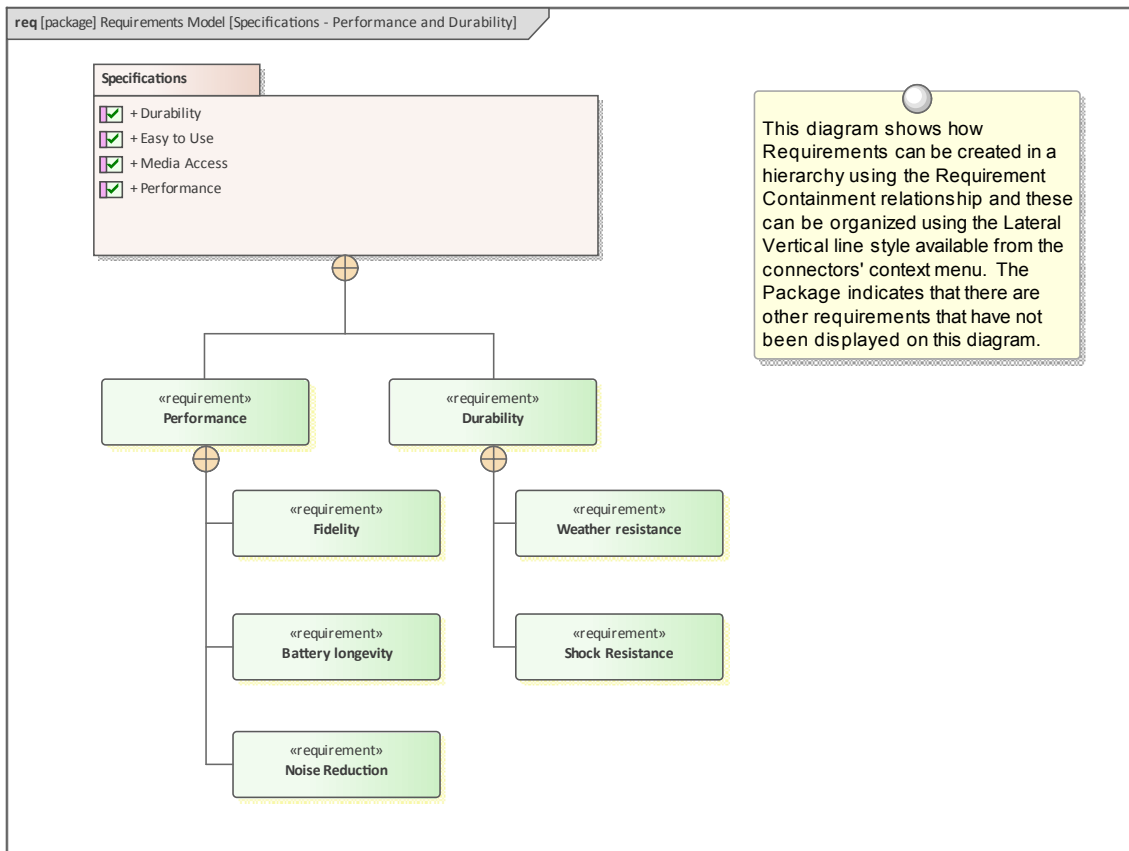 req [package] Requirements Model [Specifications - Performance and Durability]
Specifications
+ Durability
+ Easy to Use
+ Media Access
+ Performance
This diagram shows how
Requirements can be created in a
hierarchy using the Requirement
Containment relationship and these
can be organized using the Lateral
Vertical line style available from the
connectors' context menu. The
Package indicates that there are
other requirements that have not
been displayed on this diagram.
«requirement»
Performance
«requirement»
Durability
«requirement»
Fidelity
«requirement»
Weather resistance
«requirement»
Battery longevity
«requirement»
Shock Resistance
«requirement»
Noise Reduction